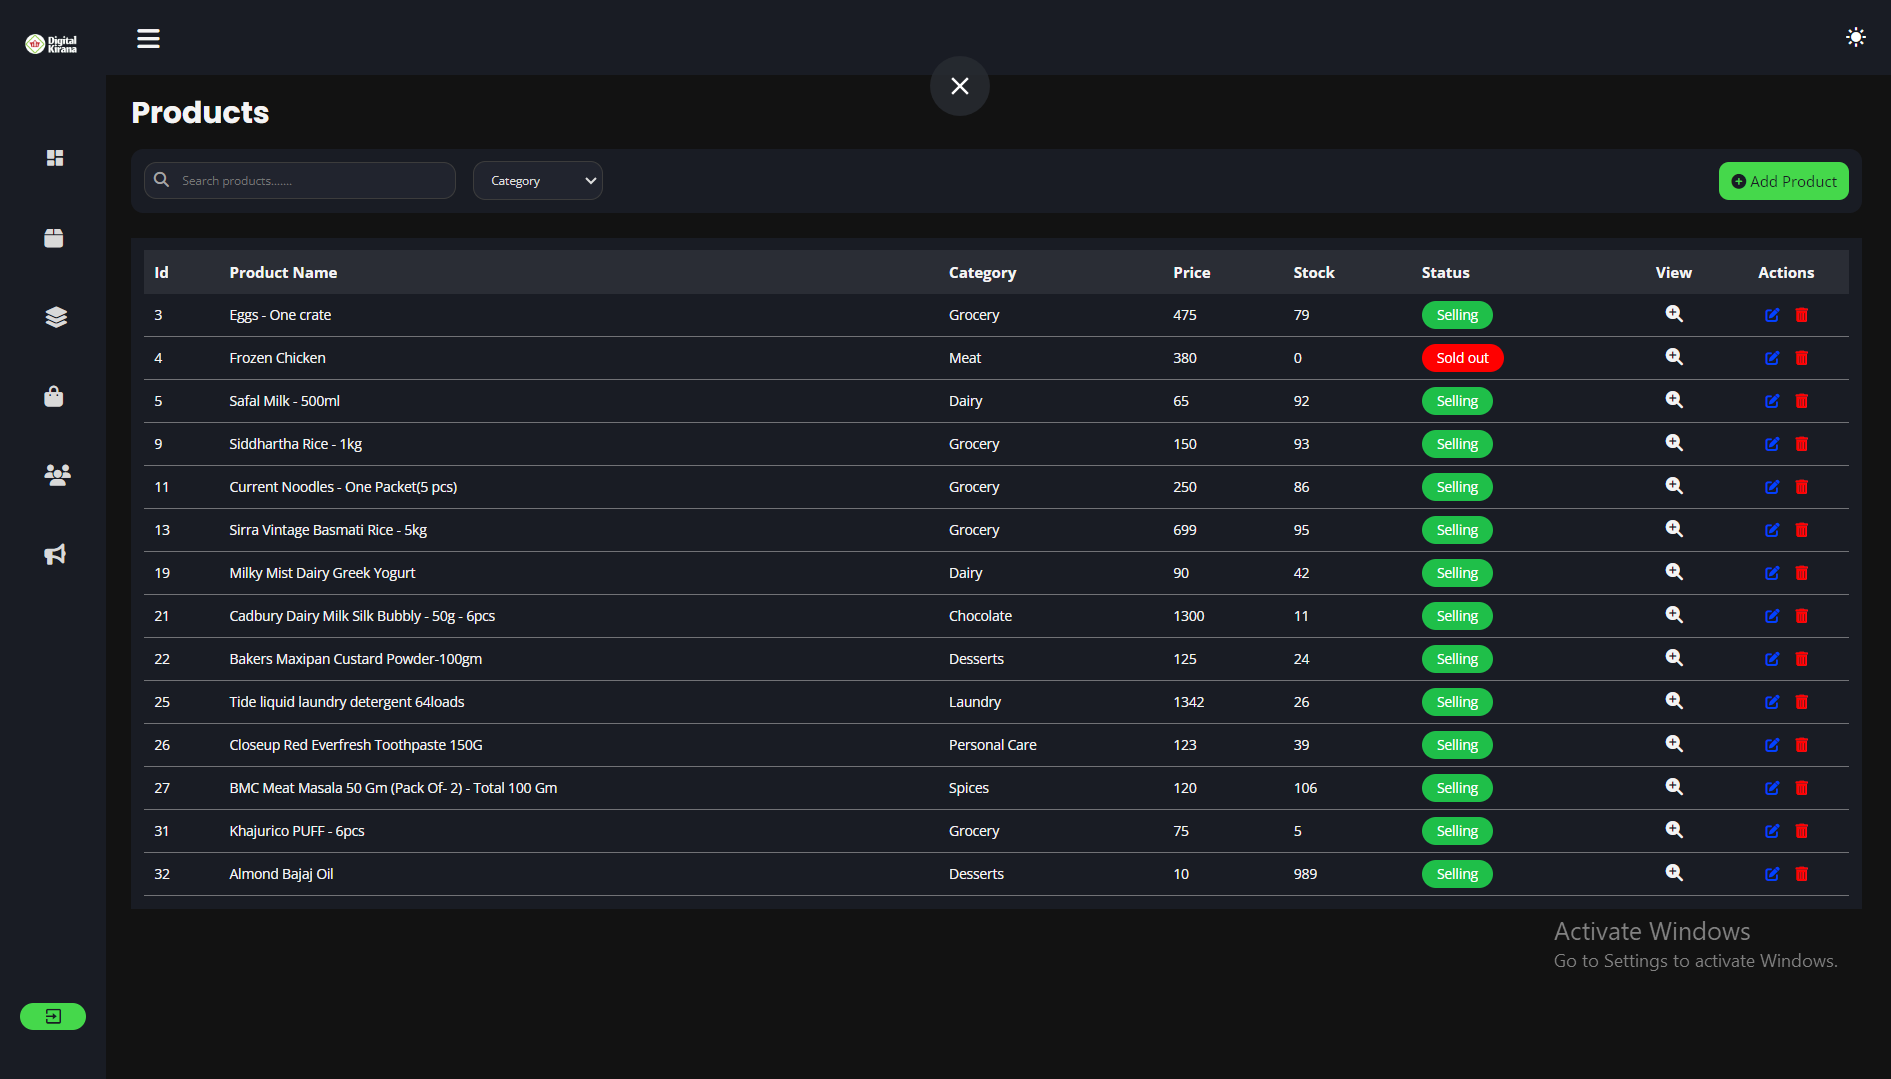 Digital
Kirana
Products
Search products.......
Category
Add Product
Id Product Name Category Price Stock Status View Actions
3 Eggs - One crate Grocery 475 79 Selling
4 Frozen Chicken Meat 380 0 Sold out
5 Safal Milk - 500ml Dairy 65 92 Selling
9 Siddhartha Rice - 1kg Grocery 150 93 Selling
11 Current Noodles - One Packet(5 pcs) Grocery 250 86 Selling
13 Sirra Vintage Basmati Rice - 5kg Grocery 699 95 Selling
19 Milky Mist Dairy Greek Yogurt Dairy 90 42 Selling
21 Cadbury Dairy Milk Silk Bubbly - 50g - 6pcs Chocolate 1300 11 Selling
22 Bakers Maxipan Custard Powder-100gm Desserts 125 24 Selling
25 Tide liquid laundry detergent 64loads Laundry 1342 26 Selling
26 Closeup Red Everfresh Toothpaste 150G Personal Care 123 39 Selling
27 BMC Meat Masala 50 Gm (Pack Of- 2) - Total 100 Gm Spices 120 106 Selling
31 Khajurico PUFF - 6pcs Grocery 75 5 Selling
32 Almond Bajaj Oil Desserts 10 989 Selling
Activate Windows
Go to Settings to activate Windows.